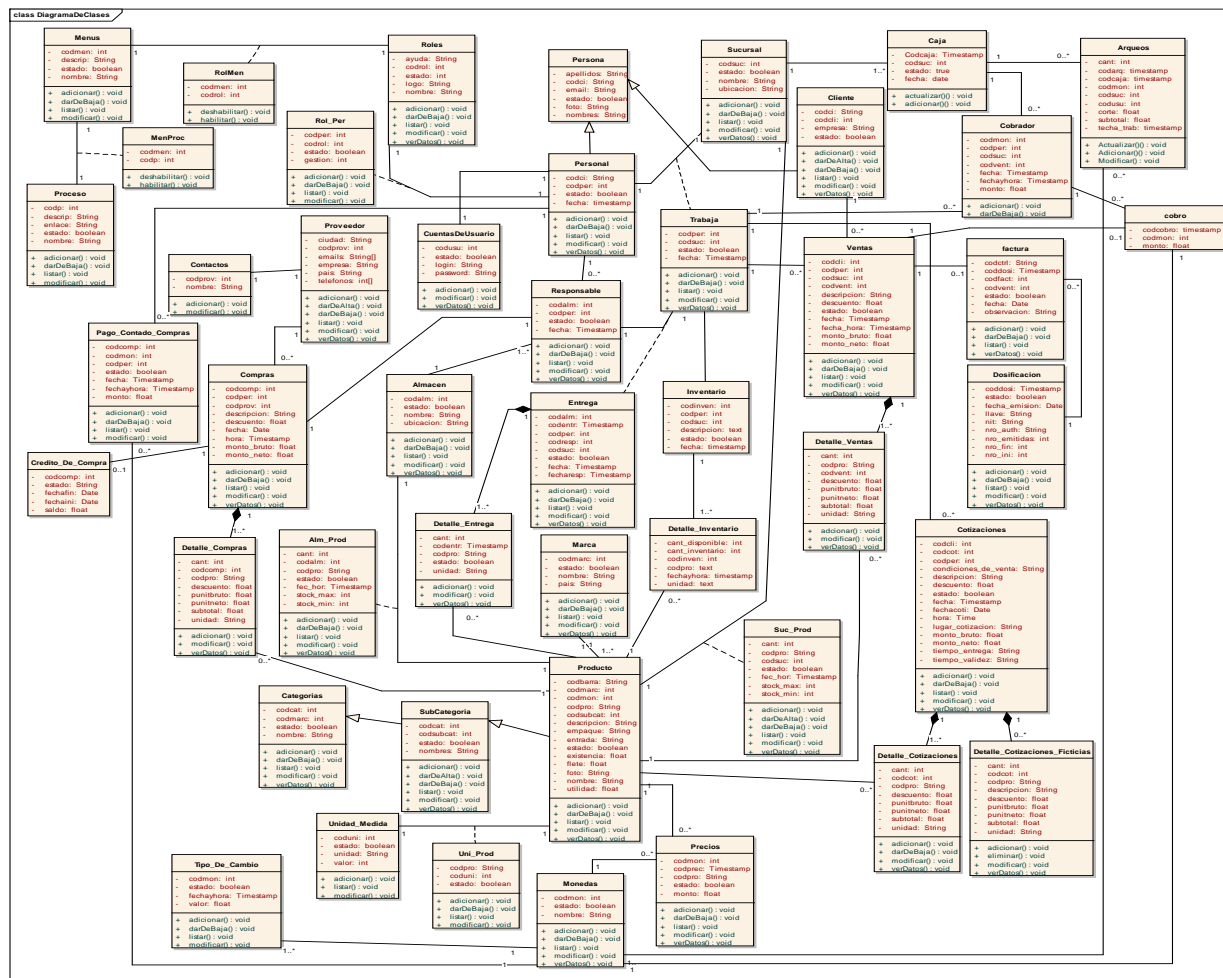 class DiagramaDeClases
Menus
- codmen: int
- descrip: String
- estado: boolean
- nombre: String
+ adicionar() : void
+ darDeBaja() : void
+ listar() : void
+ modificar() : void
RolMen
- codmen: int
- codrol: int
+ deshabilitar() : void
+ habilitar() : void
Roles
- ayuda: String
- codrol: int
- estado: int
- logo: String
- nombre: String
+ adicionar() : void
+ darDeBaja() : void
+ listar() : void
+ modificar() : void
+ verDatos() : void
MenProc
- codmen: int
- codp: int
+ deshabilitar() : void
+ habilitar() : void
Rol_Per
- codper: int
- codrol: int
- estado: boolean
- gestion: int
+ adicionar() : void
+ darDeBaja() : void
+ listar() : void
+ modificar() : void
Persona
- apellidos: String
- codci: String
- email: String
- estado: boolean
- foto: String
- nombres: String
Sucursal
- codsuc: int
- estado: boolean
- nombre: String
- ubicacion: String
+ adicionar() : void
+ darDeBaja() : void
+ listar() : void
+ modificar() : void
+ verDatos() : void
Cliente
- codci: String
- codcli: int
- empresa: String
- estado: boolean
+ adicionar() : void
+ darDeAlta() : void
+ darDeBaja() : void
+ listar() : void
+ modificar() : void
+ verDatos() : void
Caja
- Codcaja: Timestamp
- codsuc: int
- estado: true
- fecha: date
+ actualizar()() : void
+ adicionar()() : void
Arqueos
- cant: int
- codarq: timestamp
- codcaja: timestamp
- codmon: int
- codsuc: int
- codusu: int
- corte: float
- subtotal: float
- fecha_trab: timestamp
+ Actualizar()() : void
+ Adicionar()() : void
+ Modificar()() : void
Cobrador
- codmon: int
- codper: int
- codsuc: int
- codvent: int
- fecha: Timestamp
- fechayhora: Timestamp
- monto: float
+ adicionar() : void
+ darDeBaja() : void
cobro
- codcobro: timestamp
- codmon: int
- monto: float
Proceso
- codp: int
- descrip: String
- enlace: String
- estado: boolean
- nombre: String
+ adicionar() : void
+ darDeBaja() : void
+ listar() : void
+ modificar() : void
Personal
- codci: String
- codper: int
- estado: boolean
- fecha: timestamp
+ adicionar() : void
+ darDeBaja() : void
+ listar() : void
+ modificar() : void
+ verDatos() : void
Contactos
- codprov: int
- nombre: String
+ adicionar() : void
+ modificar() : void
Proveedor
- ciudad: String
- codprov: int
- emails: String[]
- empresa: String
- pais: String
- telefonos: int[]
+ adicionar() : void
+ darDeAlta() : void
+ darDeBaja() : void
+ listar() : void
+ modificar() : void
+ verDatos() : void
CuentasDeUsuario
- codusu: int
- estado: boolean
- login: String
- password: String
+ adicionar() : void
+ modificar() : void
+ verDatos() : void
Trabaja
- codper: int
- codsuc: int
- estado: boolean
- fecha: Timestamp
+ adicionar() : void
+ darDeBaja() : void
+ listar() : void
+ modificar() : void
+ verDatos() : void
Ventas
- codcli: int
- codper: int
- codsuc: int
- codvent: int
- descripcion: String
- descuento: float
- estado: boolean
- fecha: Timestamp
- fecha_hora: Timestamp
- monto_bruto: float
- monto_neto: float
+ adicionar() : void
+ darDeBaja() : void
+ listar() : void
+ modificar() : void
+ verDatos() : void
factura
- codctrl: String
- coddosi: Timestamp
- codfact: int
- codvent: int
- estado: boolean
- fecha: Date
- observacion: String
+ adicionar() : void
+ darDeBaja() : void
+ listar() : void
+ verDatos() : void
Responsable
- codalm: int
- codper: int
- estado: boolean
- fecha: Timestamp
+ adicionar() : void
+ darDeBaja() : void
+ listar() : void
+ modificar() : void
+ verDatos() : void
Pago_Contado_Compras
- codcomp: int
- codmon: int
- codper: int
- estado: boolean
- fecha: Timestamp
- fechayhora: Timestamp
- monto: float
+ adicionar() : void
+ darDeBaja() : void
+ listar() : void
+ modificar() : void
Compras
- codcomp: int
- codper: int
- codprov: int
- descripcion: String
- descuento: float
- fecha: Date
- hora: Timestamp
- monto_bruto: float
- monto_neto: float
+ adicionar() : void
+ darDeBaja() : void
+ listar() : void
+ modificar() : void
+ verDatos() : void
Almacen
- codalm: int
- estado: boolean
- nombre: String
- ubicacion: String
+ adicionar() : void
+ darDeBaja() : void
+ listar() : void
+ modificar() : void
+ verDatos() : void
Entrega
- codalm: int
- codentr: Timestamp
- codper: int
- codresp: int
- codsuc: int
- estado: boolean
- fecha: Timestamp
- fecharesp: Timestamp
+ adicionar() : void
+ darDeBaja() : void
+ listar() : void
+ modificar() : void
+ verDatos() : void
Inventario
- codinven: int
- codper: int
- codsuc: int
- descripcion: text
- estado: boolean
- fecha: timestamp
Dosificacion
- coddosi: Timestamp
- estado: boolean
- fecha_emision: Date
- llave: String
- nit: String
- nro_auth: String
- nro_emitidas: int
- nro_fin: int
- nro_ini: int
+ adicionar() : void
+ darDeBaja() : void
+ listar() : void
+ modificar() : void
+ verDatos() : void
Credito_De_Compra
- codcomp: int
- estado: String
- fechafin: Date
- fechaini: Date
- saldo: float
Detalle_Ventas
- cant: int
- codpro: String
- codvent: int
- descuento: float
- punitbruto: float
- punitneto: float
- subtotal: float
- unidad: String
+ adicionar() : void
+ modificar() : void
+ verDatos() : void
Detalle_Compras
- cant: int
- codcomp: int
- codpro: String
- descuento: float
- punitbruto: float
- punitneto: float
- subtotal: float
- unidad: String
+ adicionar() : void
+ modificar() : void
+ verDatos() : void
Alm_Prod
- cant: int
- codalm: int
- codpro: String
- estado: boolean
- fec_hor: Timestamp
- stock_max: int
- stock_min: int
+ adicionar() : void
+ darDeBaja() : void
+ listar() : void
+ modificar() : void
+ verDatos() : void
Detalle_Entrega
- cant: int
- codentr: Timestamp
- codpro: String
- estado: boolean
- unidad: String
+ adicionar() : void
+ modificar() : void
+ verDatos() : void
Marca
- codmarc: int
- estado: boolean
- nombre: String
- pais: String
+ adicionar() : void
+ darDeBaja() : void
+ listar() : void
+ modificar() : void
+ verDatos() : void
Detalle_Inventario
- cant_disponible: int
- cant_inventario: int
- codinven: int
- codpro: text
- fechayhora: timestamp
- unidad: text
Cotizaciones
- codcli: int
- codcot: int
- codper: int
- condiciones_de_venta: String
- descripcion: String
- descuento: float
- estado: boolean
- fecha: Timestamp
- fechacoti: Date
- hora: Time
- lugar_cotizacion: String
- monto_bruto: float
- monto_neto: float
- tiempo_entrega: String
- tiempo_validez: String
+ adicionar() : void
+ darDeBaja() : void
+ listar() : void
+ modificar() : void
+ verDatos() : void
Suc_Prod
- cant: int
- codpro: String
- codsuc: int
- estado: boolean
- fec_hor: Timestamp
- stock_max: int
- stock_min: int
+ adicionar() : void
+ darDeAlta() : void
+ darDeBaja() : void
+ listar() : void
+ modificar() : void
+ verDatos() : void
Producto
- codbarra: String
- codmarc: int
- codmon: int
- codpro: String
- codsubcat: int
- descripcion: String
- empaque: String
- entrada: String
- estado: boolean
- existencia: float
- flete: float
- foto: String
- nombre: String
- utilidad: float
+ adicionar() : void
+ darDeBaja() : void
+ listar() : void
+ modificar() : void
+ verDatos() : void
Categorias
- codcat: int
- codmarc: int
- estado: boolean
- nombre: String
+ adicionar() : void
+ darDeBaja() : void
+ listar() : void
+ modificar() : void
+ verDatos() : void
SubCategoria
- codcat: int
- codsubcat: int
- estado: boolean
- nombres: String
+ adicionar() : void
+ darDeAlta() : void
+ darDeBaja() : void
+ listar() : void
+ modificar() : void
+ verDatos() : void
Detalle_Cotizaciones
- cant: int
- codcot: int
- codpro: String
- descuento: float
- punitbruto: float
- punitneto: float
- subtotal: float
- unidad: String
+ adicionar() : void
+ darDeBaja() : void
+ modificar() : void
+ verDatos() : void
Detalle_Cotizaciones_Ficticias
- cant: int
- codcot: int
- codpro: String
- descripcion: String
- descuento: float
- punitbruto: float
- punitneto: float
- subtotal: float
- unidad: String
+ adicionar() : void
+ eliminar() : void
+ modificar() : void
+ verDatos() : void
Unidad_Medida
- coduni: int
- estado: boolean
- unidad: String
- valor: int
+ adicionar() : void
+ listar() : void
+ modificar() : void
Uni_Prod
- codpro: String
- coduni: int
- estado: boolean
+ adicionar() : void
+ darDeBaja() : void
+ listar() : void
+ modificar() : void
Precios
- codmon: int
- codprec: Timestamp
- codpro: String
- estado: boolean
- monto: float
+ adicionar() : void
+ darDeBaja() : void
+ listar() : void
+ modificar() : void
+ verDatos() : void
Tipo_De_Cambio
- codmon: int
- estado: boolean
- fechayhora: Timestamp
- valor: float
+ adicionar() : void
+ darDeBaja() : void
+ listar() : void
+ modificar() : void
Monedas
- codmon: int
- estado: boolean
- nombre: String
+ adicionar() : void
+ darDeBaja() : void
+ listar() : void
+ modificar() : void
+ verDatos() : void